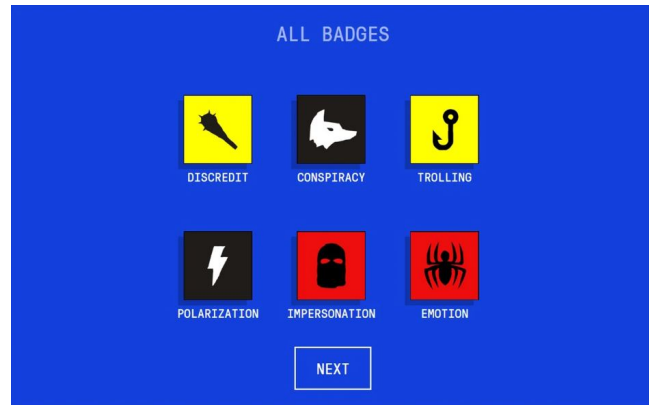 ALL BADGES
DISCREDIT CONSPIRACY TROLLING
POLARIZATION IMPERSONATION EMOTION
NEXT